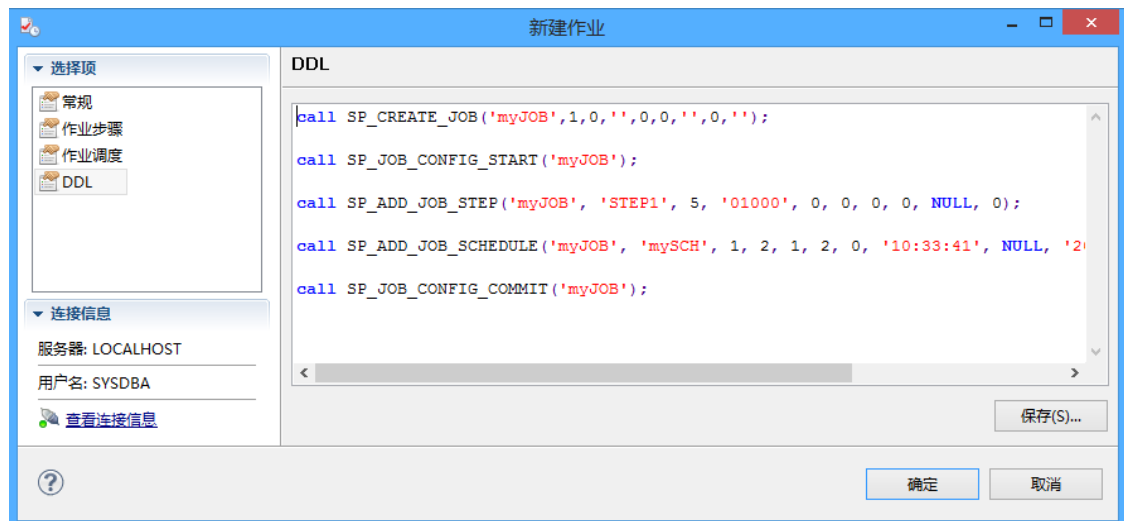 新建作业
选择项
常规
作业步骤
作业调度
DDL
连接信息
服务器: LOCALHOST
用户名: SYSDBA
查看连接信息
DDL
call SP_CREATE_JOB('myJOB',1,0,'',0,0,'',0,'');
call SP_JOB_CONFIG_START('myJOB');
call SP_ADD_JOB_STEP('myJOB', 'STEP1', 5, '01000', 0, 0, 0, 0, NULL, 0);
call SP_ADD_JOB_SCHEDULE('myJOB', 'mySCH', 1, 2, 1, 2, 0, '10:33:41', NULL, '2
call SP_JOB_CONFIG_COMMIT('myJOB');
保存(S)...
确定
取消